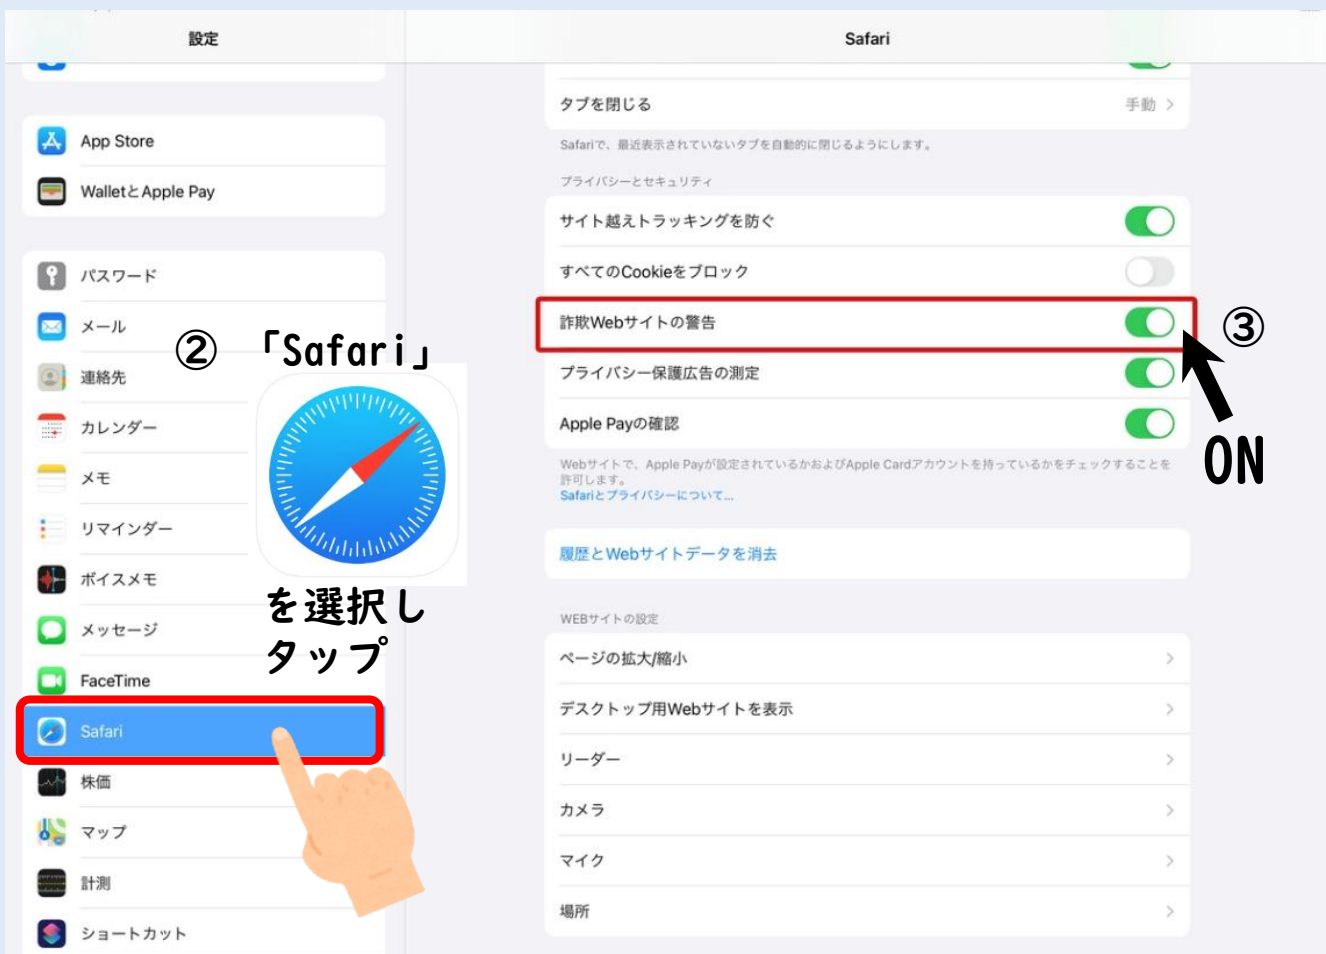 設定
App Store
WalletとApple Pay
パスワード
メール
連絡先
カレンダー
メモ
リマインダー
ボイスメモ
メッセージ
FaceTime
Safari
株価
マップ
計測
ショートカット
② 「Safari」
を選択し
タップ
Safari
タブを閉じる 手動
Safariで、最近表示されていないタブを自動的に閉じるようにします。
プライバシーとセキュリティ
サイト越えトラッキングを防ぐ
すべてのCookieをブロック
詐欺Webサイトの警告
③
ON
プライバシー保護広告の測定
Apple Payの確認
Webサイトで、Apple Payが設定されているかおよびApple Cardアカウントを持っているかをチェックすることを
許可します。
Safariとプライバシーについて...
履歴とWebサイトデータを消去
WEBサイトの設定
ページの拡大/縮小
デスクトップ用Webサイトを表示
リーダー
カメラ
マイク
場所